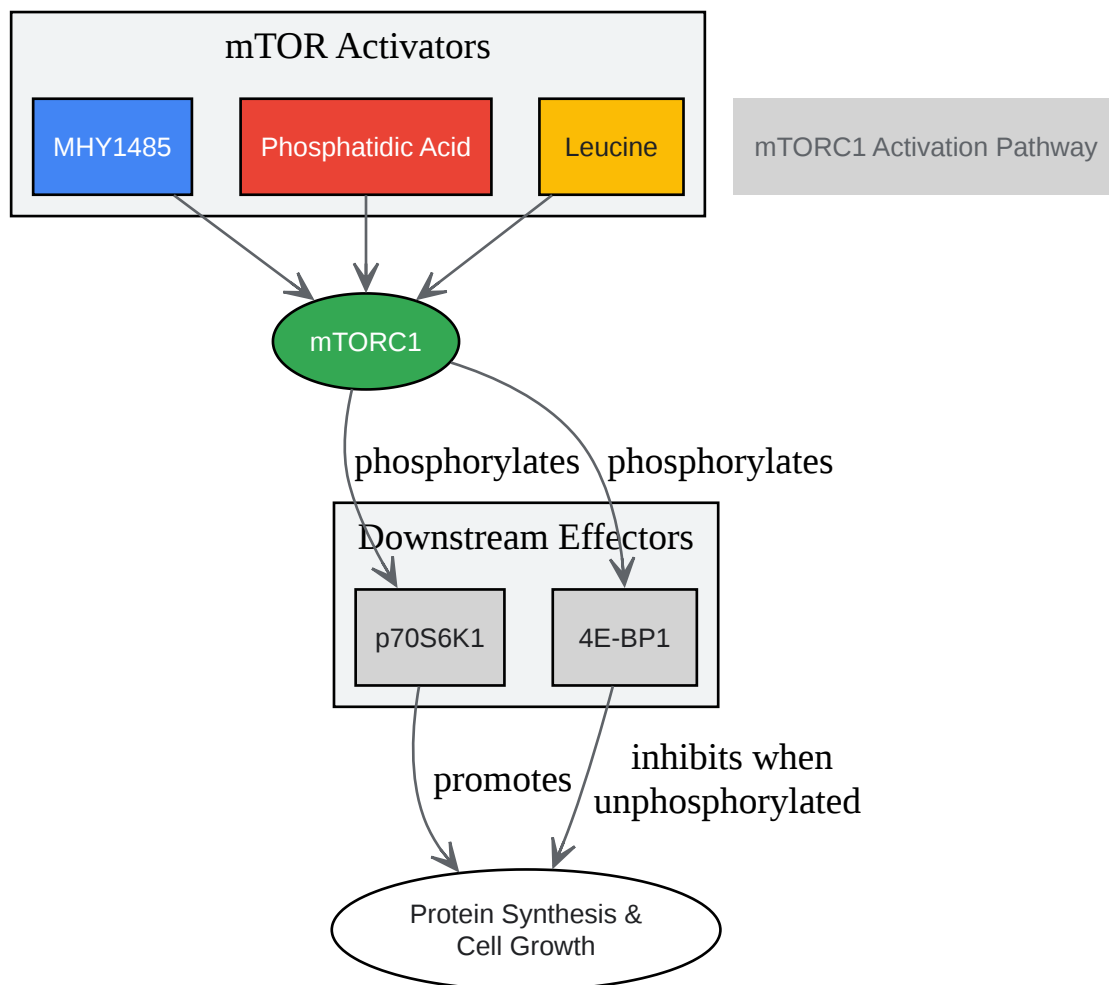 mTOR Activators
MHY1485
Phosphatidic Acid
Leucine
mTORC1 Activation Pathway
mTORC1
phosphorylates
phosphorylates
Downstream Effectors
p70S6K1
4E-BP1
promotes
inhibits when
unphosphorylated
Protein Synthesis &
Cell Growth